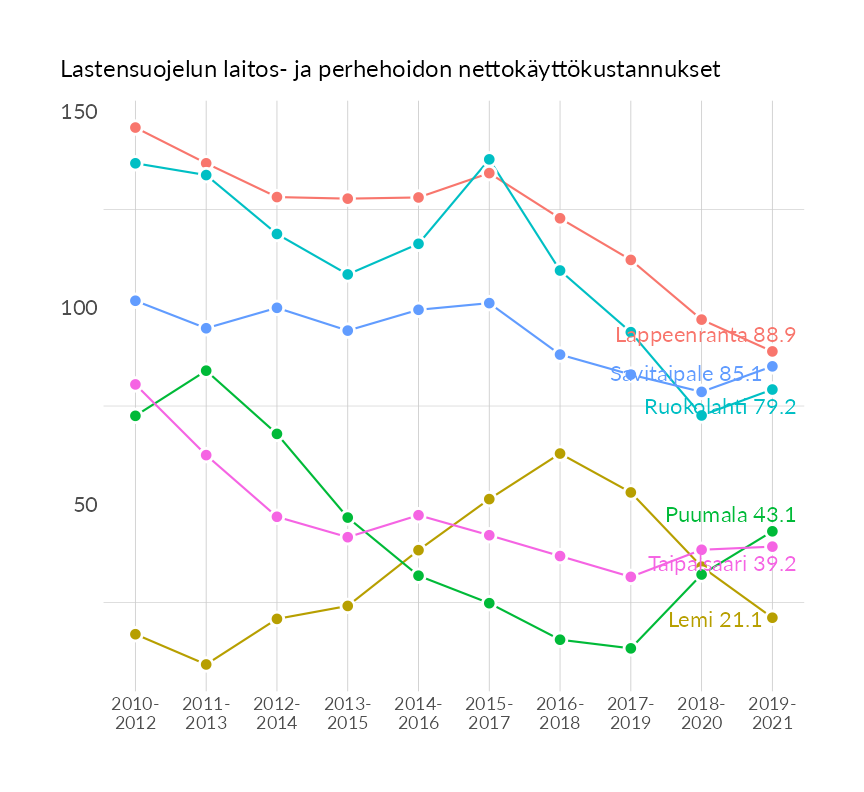 Lastensuojelun laitos- ja perhehoidon nettokäyttökustannukset
150
100
50
Lappeenranta 88.9
Savitaipale 85.1
Ruokolahti 79.2
Puumala 43.1
Taipalsaari 39.2
Lemi 21.1
2010- 2011- 2012- 2013- 2014- 2015- 2016- 2017- 2018- 2019-
2012 2013 2014 2015 2016 2017 2018 2019 2020 2021